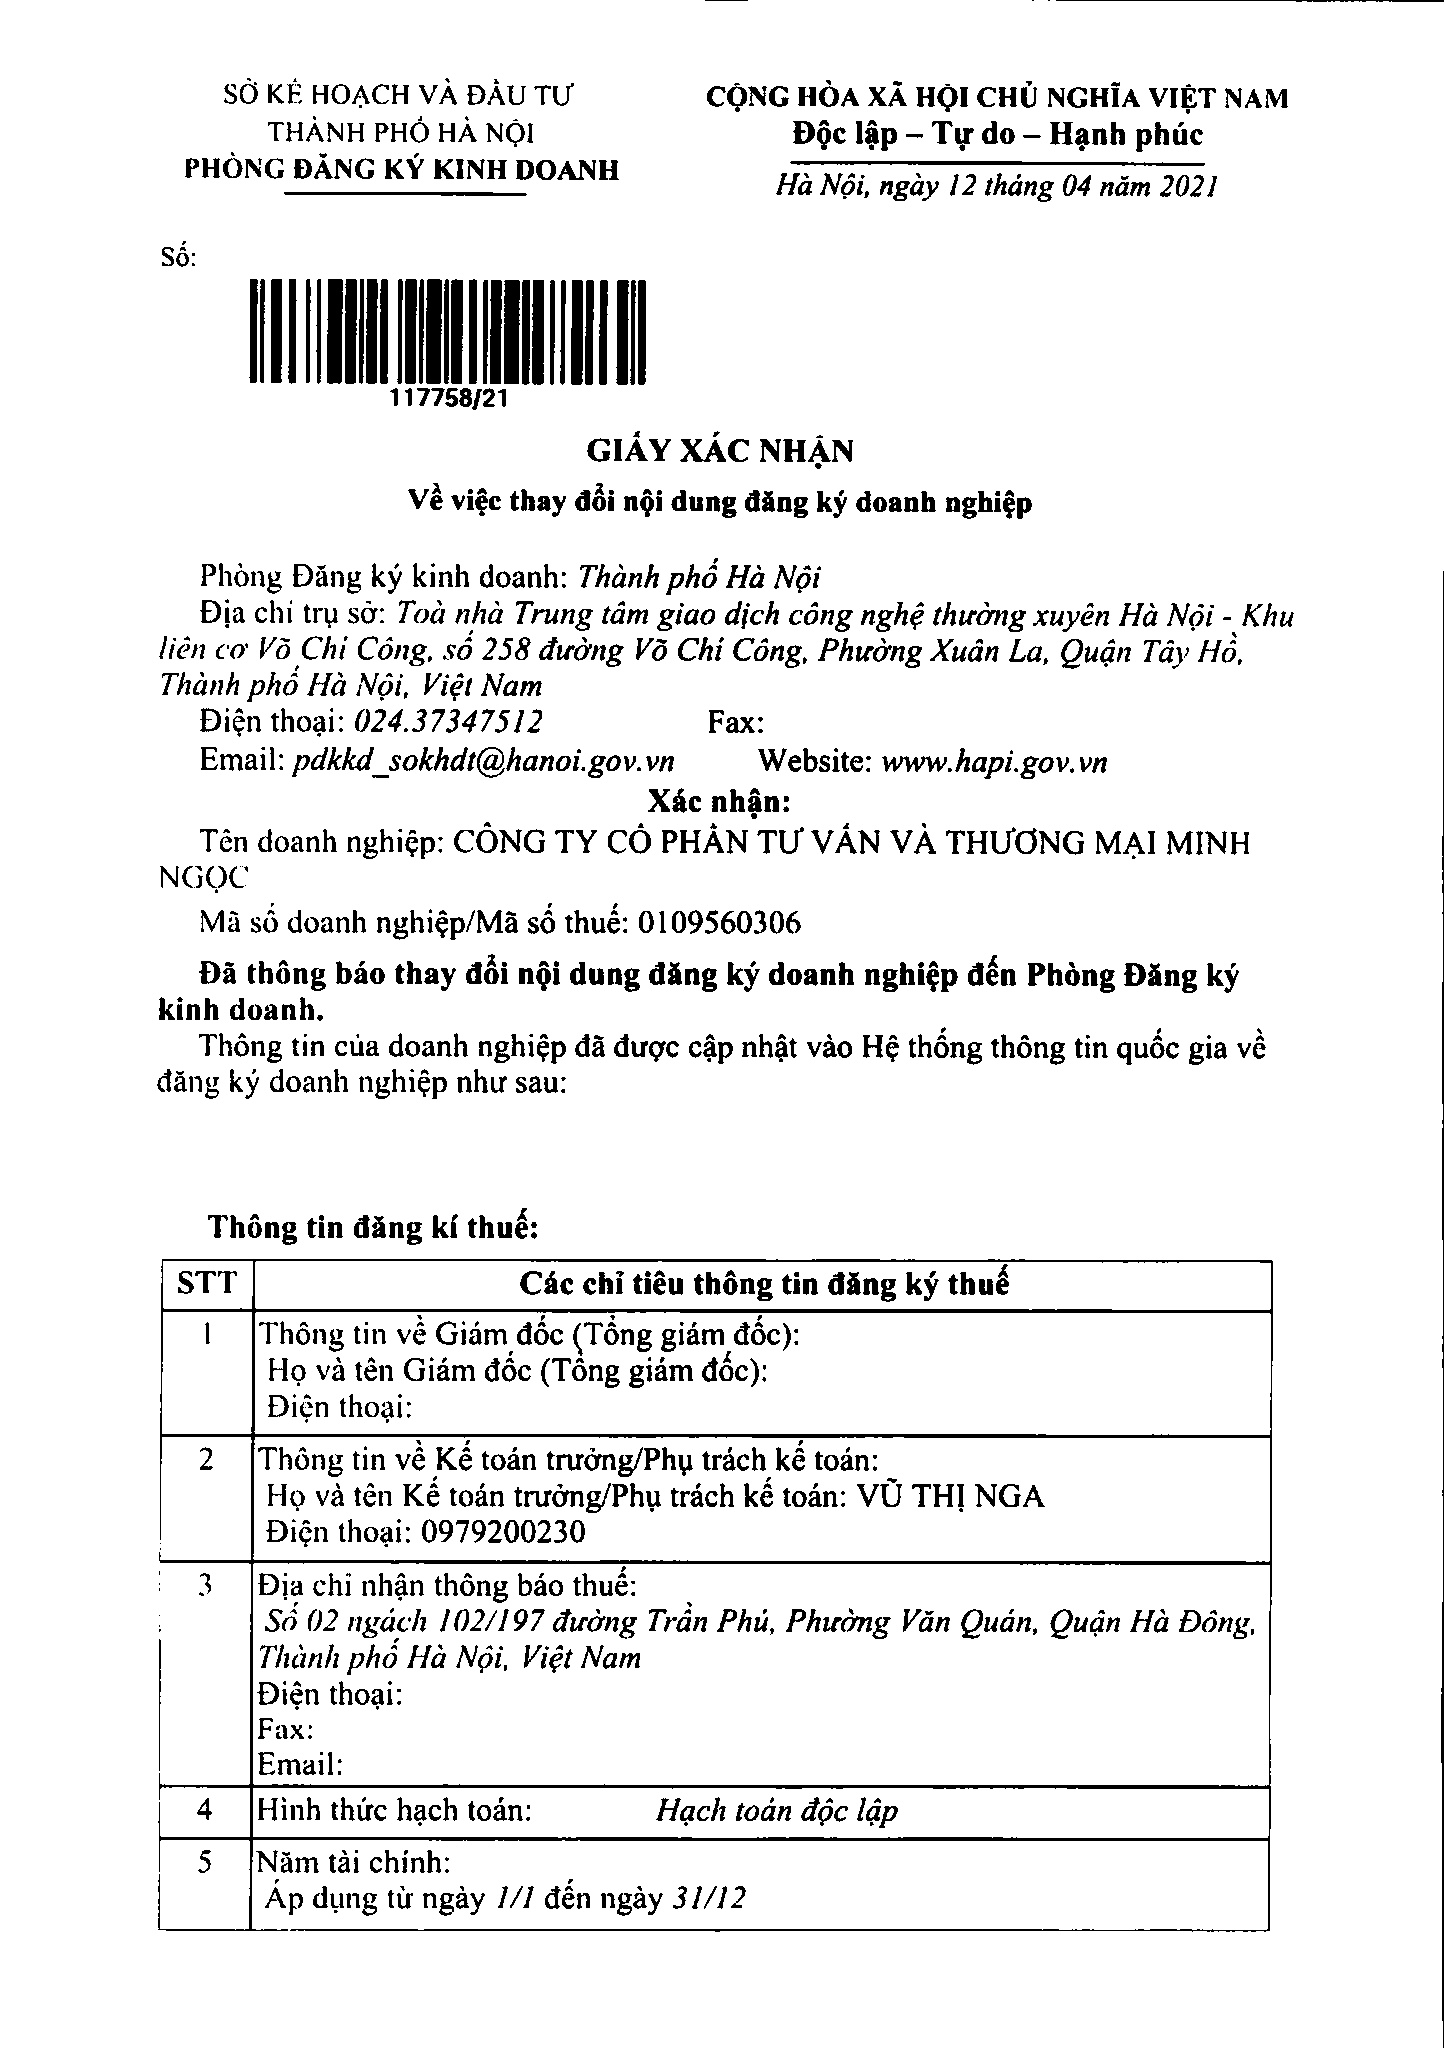 SỞ KẾ HOẠCH VÀ ĐẦU TƯ
THÀNH PHỐ HÀ NỘI
PHÒNG ĐĂNG KÝ KINH DOANH
CỘNG HÒA XÃ HỘI CHỦ NGHĨA VIỆT NAM
Độc lập – Tự do – Hạnh phúc
Hà Nội, ngày 12 tháng 04 năm 2021
Số:
117758/21
GIẤY XÁC NHẬN
Về việc thay đổi nội dung đăng ký doanh nghiệp
Phòng Đăng ký kinh doanh: Thành phố Hà Nội
Địa chỉ trụ sở: Toà nhà Trung tâm giao dịch công nghệ thường xuyên Hà Nội - Khu
liên cơ Võ Chí Công, số 258 đường Võ Chí Công, Phường Xuân La, Quận Tây Hồ,
Thành phố Hà Nội, Việt Nam
Điện thoại: 024.37347512 Fax:
Email: pdkkd_sokhdt@hanoi.gov.vn Website: www.hapi.gov.vn
Xác nhận:
Tên doanh nghiệp: CÔNG TY CỔ PHẦN TƯ VẤN VÀ THƯƠNG MẠI MINH
NGỌC
Mã số doanh nghiệp/Mã số thuế: 0109560306
Đã thông báo thay đổi nội dung đăng ký doanh nghiệp đến Phòng Đăng ký
kinh doanh.
Thông tin của doanh nghiệp đã được cập nhật vào Hệ thống thông tin quốc gia về
đăng ký doanh nghiệp như sau:
Thông tin đăng kí thuế:
STT Các chỉ tiêu thông tin đăng ký thuế
1 Thông tin về Giám đốc (Tổng giám đốc):
Họ và tên Giám đốc (Tổng giám đốc):
Điện thoại:
2 Thông tin về Kế toán trưởng/Phụ trách kế toán:
Họ và tên Kế toán trưởng/Phụ trách kế toán: VŨ THỊ NGA
Điện thoại: 0979200230
3 Địa chỉ nhận thông báo thuế:
Số 02 ngách 102/197 đường Trần Phú, Phường Văn Quán, Quận Hà Đông,
Thành phố Hà Nội, Việt Nam
Điện thoại:
Fax:
Email:
4 Hình thức hạch toán: Hạch toán độc lập
5 Năm tài chính:
Áp dụng từ ngày 1/1 đến ngày 31/12